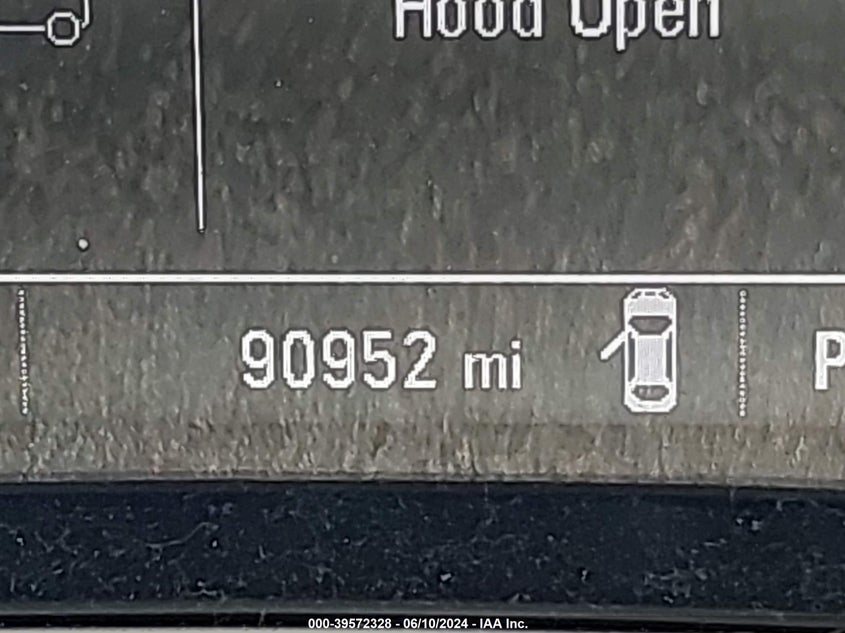 Hood Open
90952 mi
P
000-39572328 - 06/10/2024 - IAA Inc.